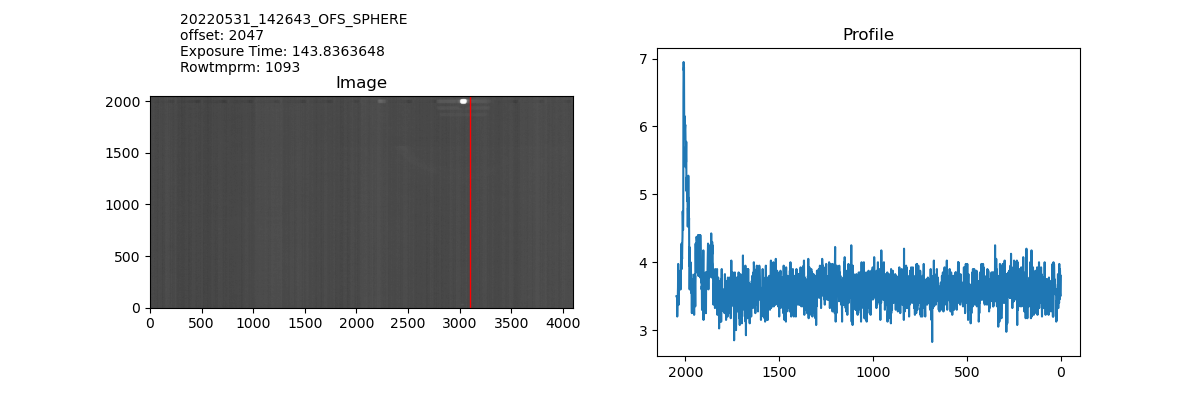 20220531_142643_OFS_SPHERE
offset: 2047
Exposure Time: 143.8363648
Rowtmprm: 1093
Image
2000
1500
1000
500
0
0 500 1000 1500 2000 2500 3000 3500 4000
Profile
7
6
5
4
3
2000 1500 1000 500 0